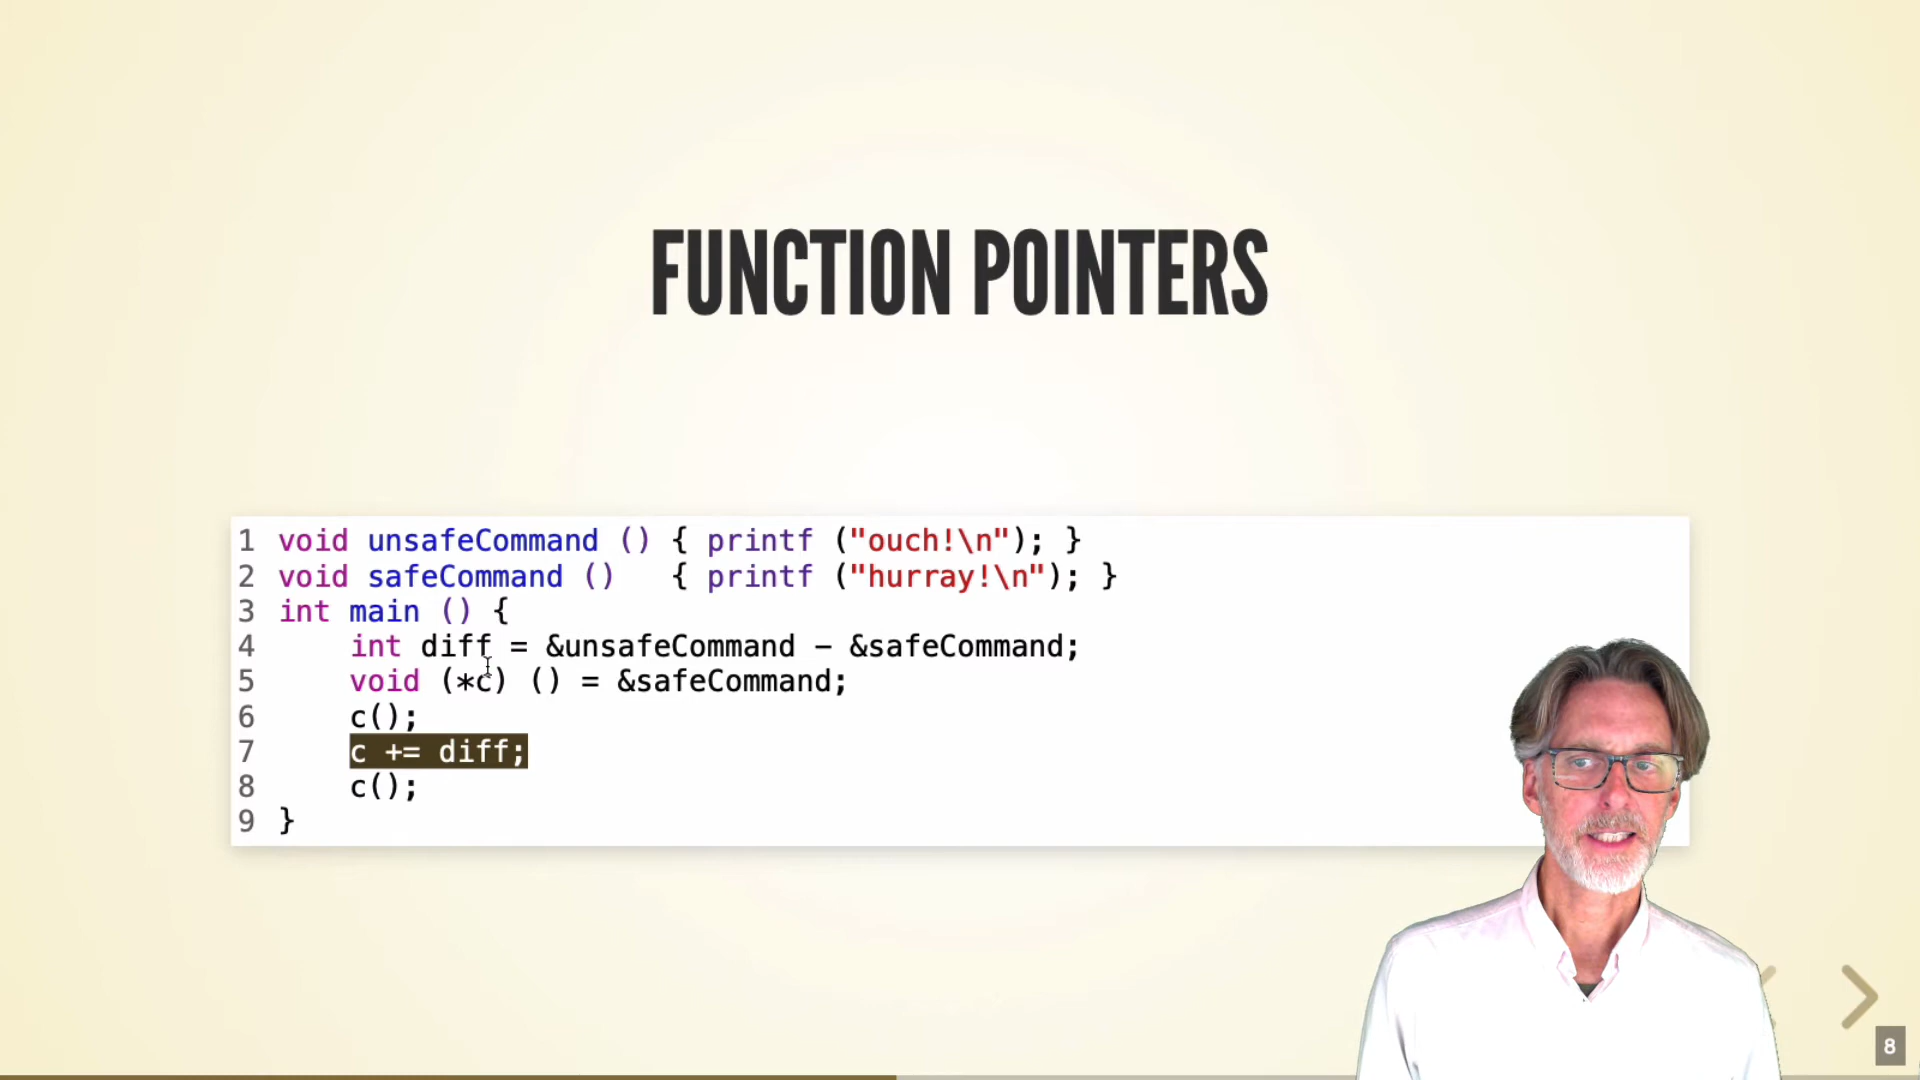 FUNCTION POINTERS
1 void unsafeCommand () { printf ("ouch!\n"); }
2 void safeCommand ()   { printf ("hurray!\n"); }
3 int main () {
4     int diff = &unsafeCommand - &safeCommand;
5     void (*c) () = &safeCommand;
6     c();
7     c += diff;
8     c();
9 }
8